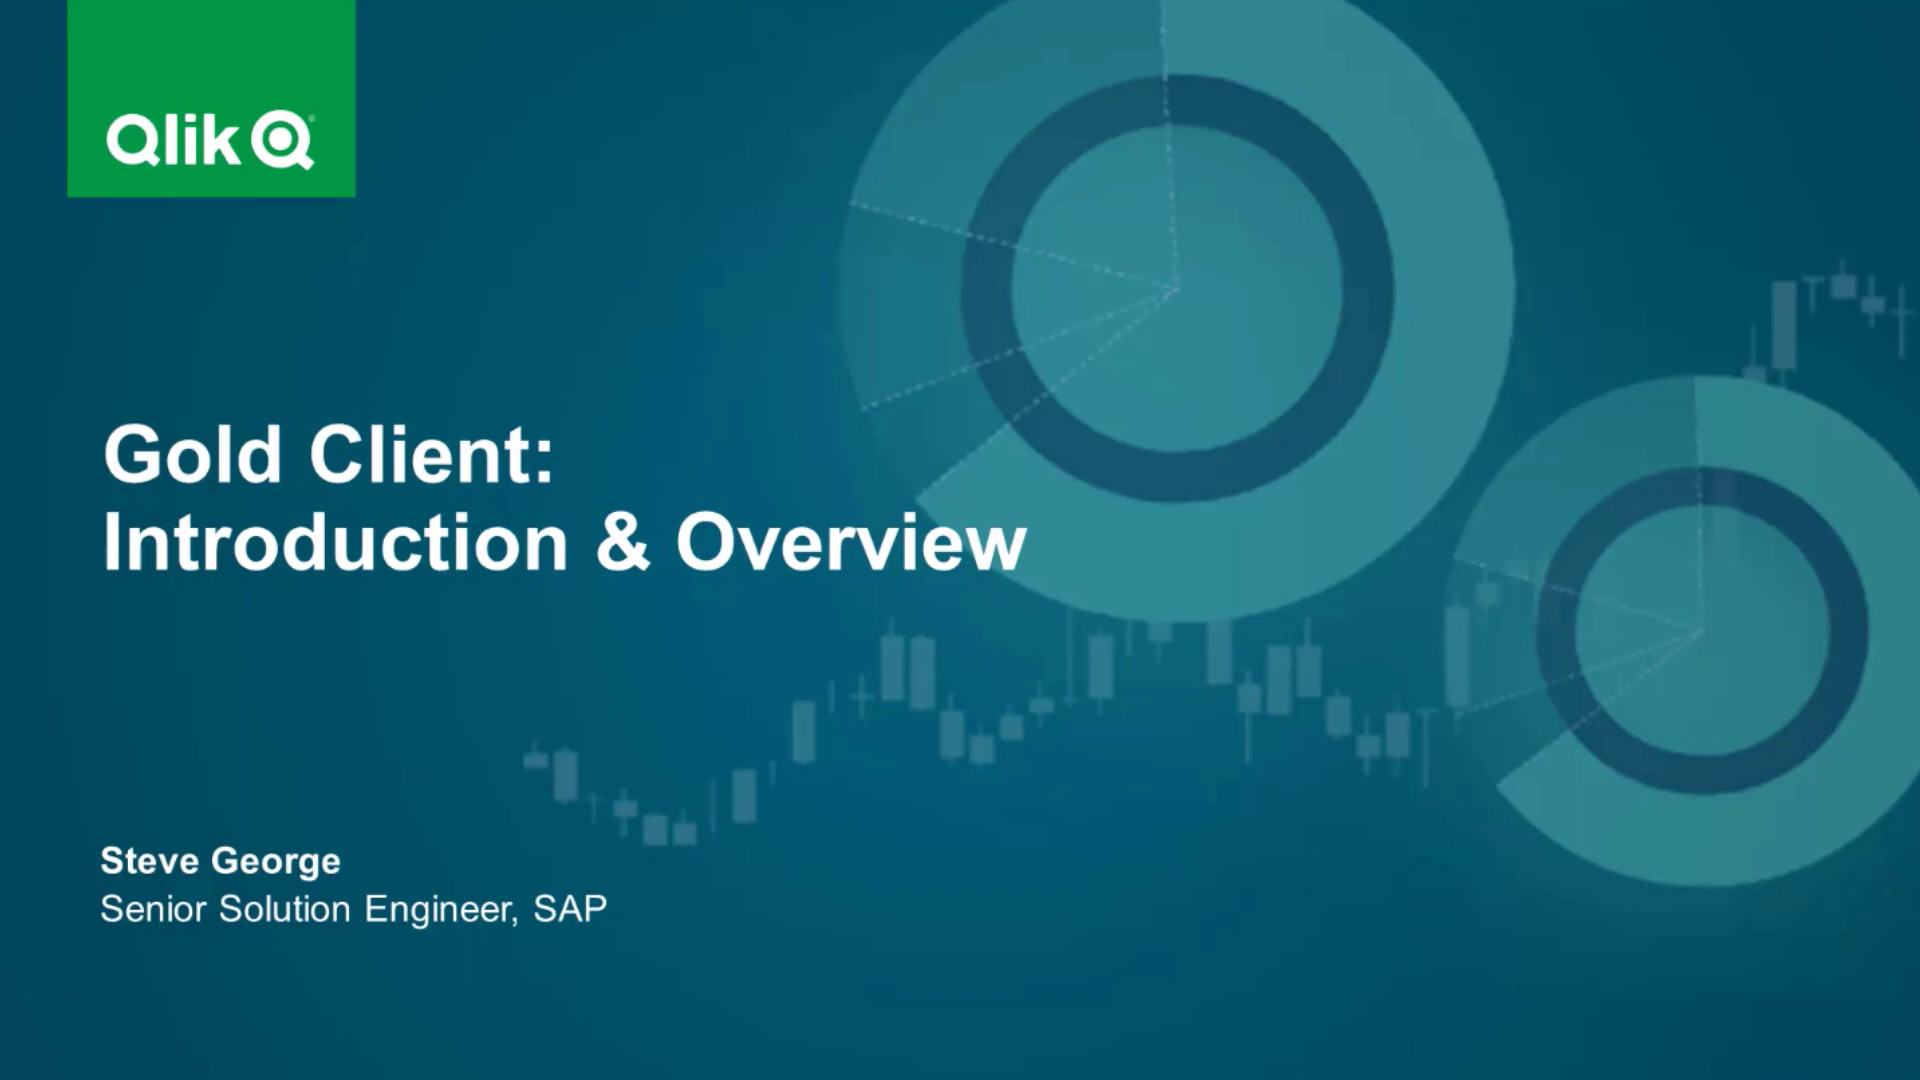 Qlik
Gold Client:
Introduction & Overview
Steve George
Senior Solution Engineer, SAP